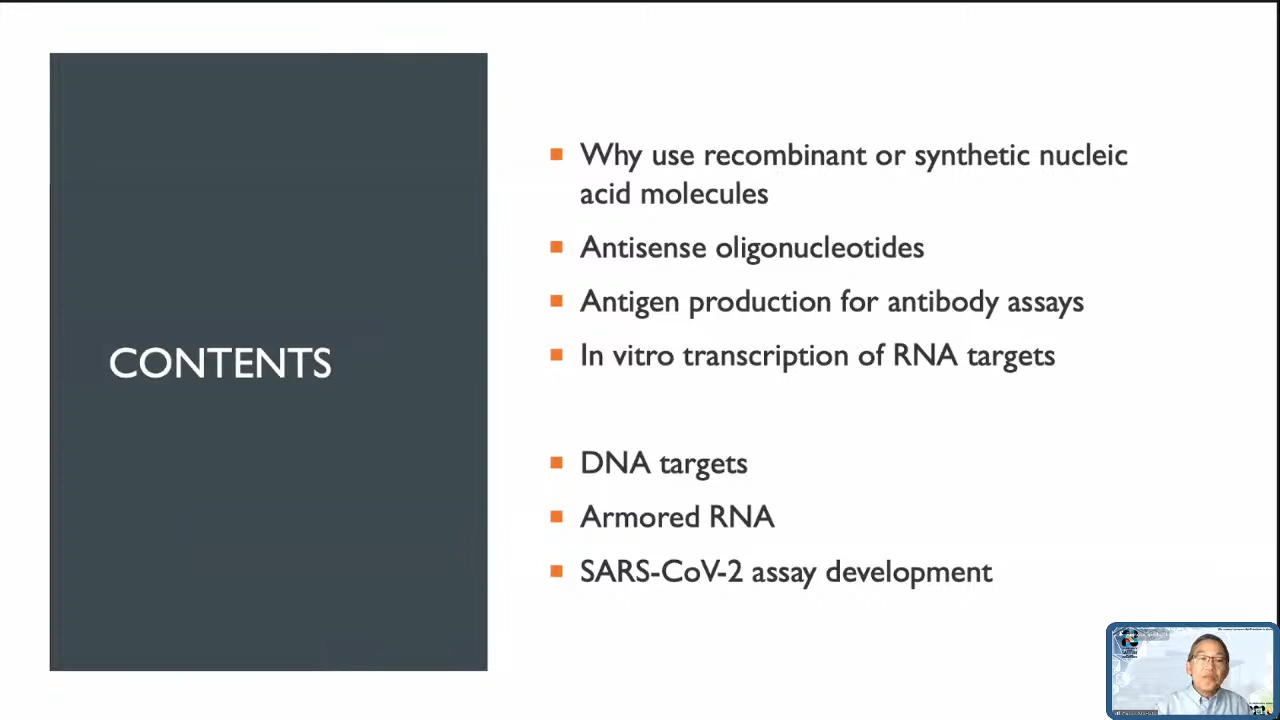 CONTENTS
Why use recombinant or synthetic nucleic
acid molecules
Antisense oligonucleotides
Antigen production for antibody assays
In vitro transcription of RNA targets
DNA targets
Armored RNA
SARS-CoV-2 assay development